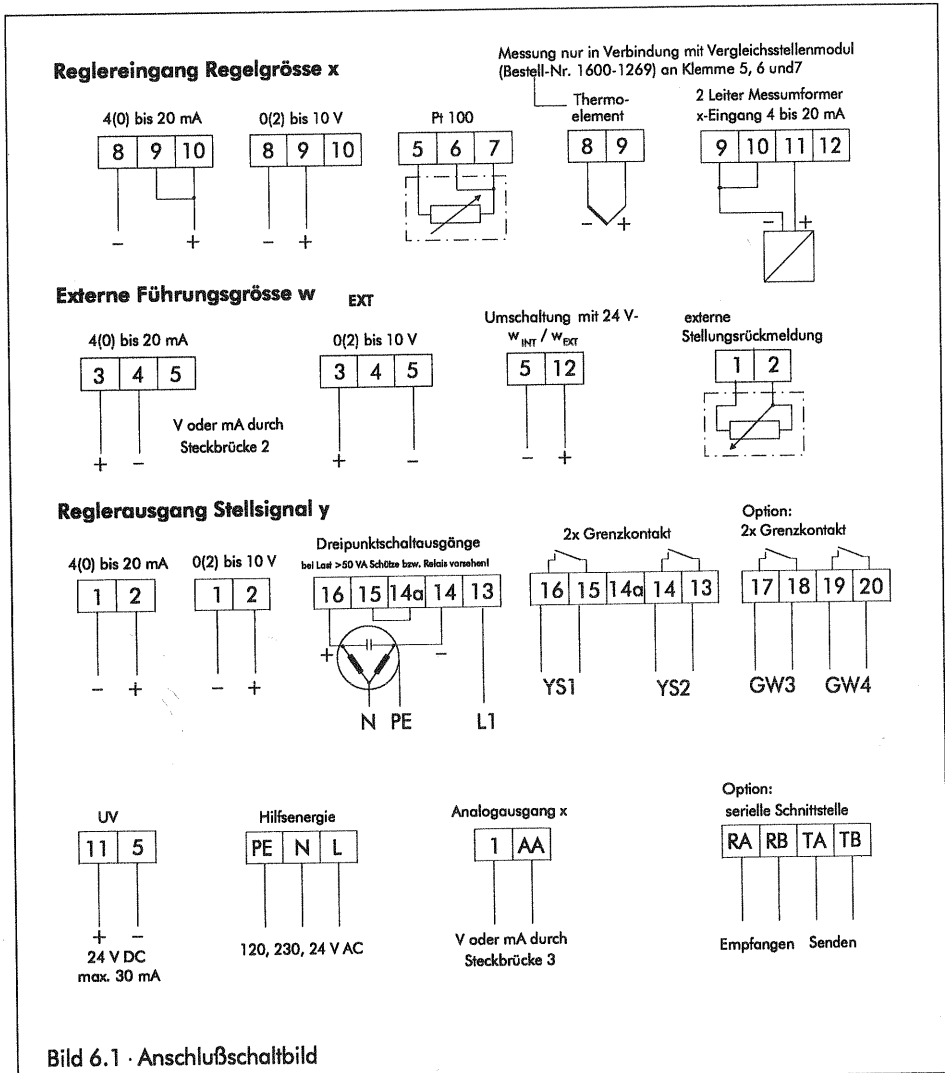 Reglereingang Regelgrösse x
Messung nur in Verbindung mit Vergleichsstellenmodul
(Bestell-Nr. 1600-1269) an Klemme 5, 6 und7
4(0) bis 20 mA
8 9 10
- +
0(2) bis 10 V
8 9 10
- +
Pt 100
5 6 7
Thermo-
element
8 9
- +
2 Leiter Messumformer
x-Eingang 4 bis 20 mA
9 10 11 12
- +
Externe Führungsgrösse w EXT
4(0) bis 20 mA
3 4 5
+ -
V oder mA durch
Steckbrücke 2
0(2) bis 10 V
3 4 5
+ -
Umschaltung mit 24 V-
w INT / w EXT
5 12
- +
externe
Stellungsrückmeldung
1 2
Reglerausgang Stellsignal y
4(0) bis 20 mA
1 2
- +
0(2) bis 10 V
1 2
- +
Dreipunktschaltausgänge
bei Last >50 VA Schütze bzw. Relais vorsehen!
16 15 14a 14 13
+ -
N PE L1
2x Grenzkontakt
16 15 14a 14 13
YS1 YS2
Option:
2x Grenzkontakt
17 18 19 20
GW3 GW4
UV
11 5
+ -
24 V DC
max. 30 mA
Hilfsenergie
PE N L
120, 230, 24 V AC
Analogausgang x
1 AA
V oder mA durch
Steckbrücke 3
Option:
serielle Schnittstelle
RA RB TA TB
Empfangen Senden
Bild 6.1 · Anschlußschaltbild